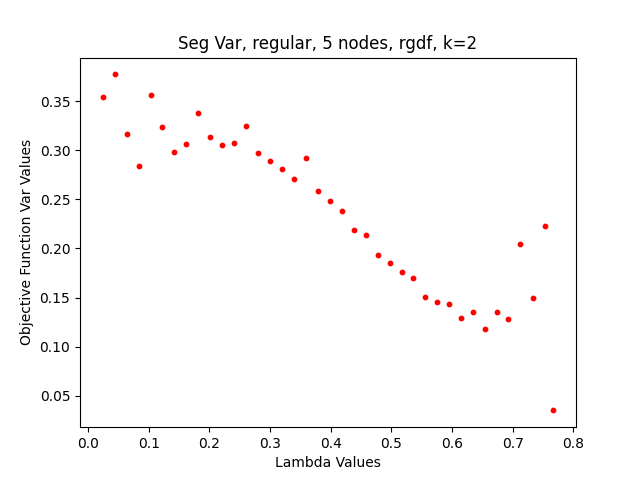 Seg Var, regular, 5 nodes, rgdf, k=2
Objective Function Var Values
0.35
0.30
0.25
0.20
0.15
0.10
0.05
0.0 0.1 0.2 0.3 0.4 0.5 0.6 0.7 0.8
Lambda Values